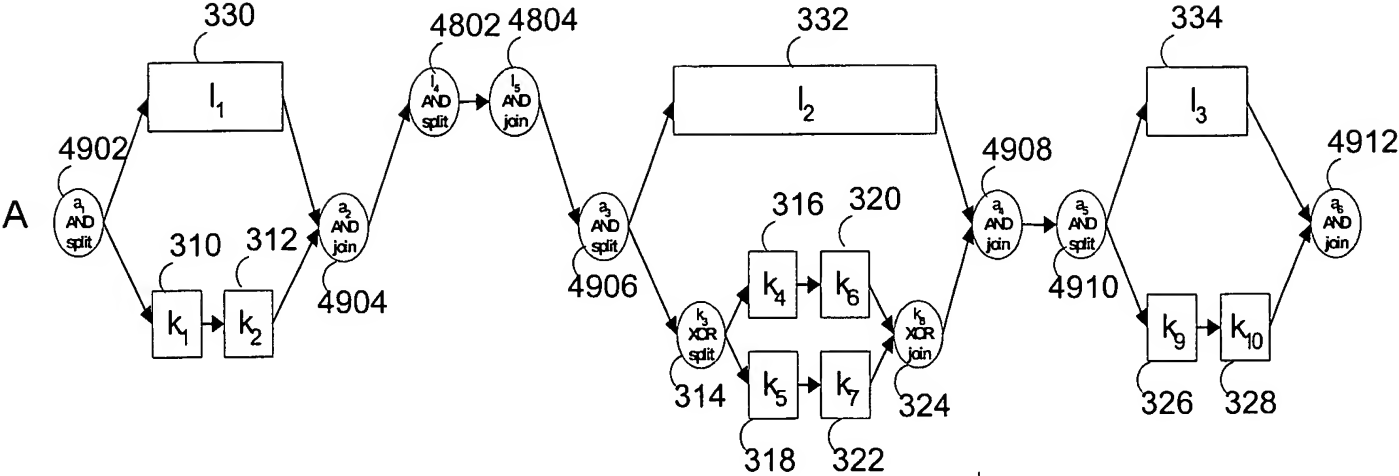 330
4802
4804
332
334
l₁
l₄
AND
split
l₅
AND
join
l₂
l₃
4902
4908
4912
A
a₁
AND
split
a₂
AND
join
a₃
AND
split
a₄
AND
join
a₅
AND
split
a₆
AND
join
310
312
316
320
4904
4906
4910
k₁
k₂
k₃
XOR
split
k₄
k₆
k₈
XOR
join
k₅
k₇
k₉
k₁₀
314
318
322
324
326
328